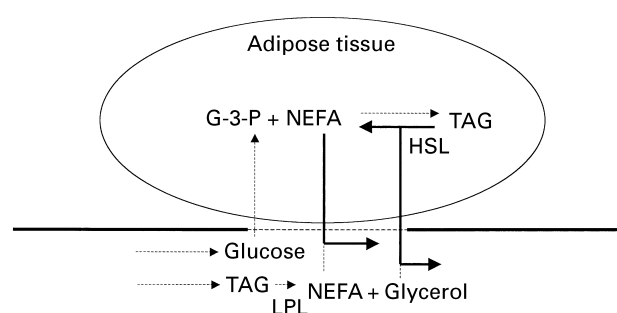 Adipose tissue
G-3-P + NEFA TAG
HSL
Glucose
TAG NEFA + Glycerol
LPL